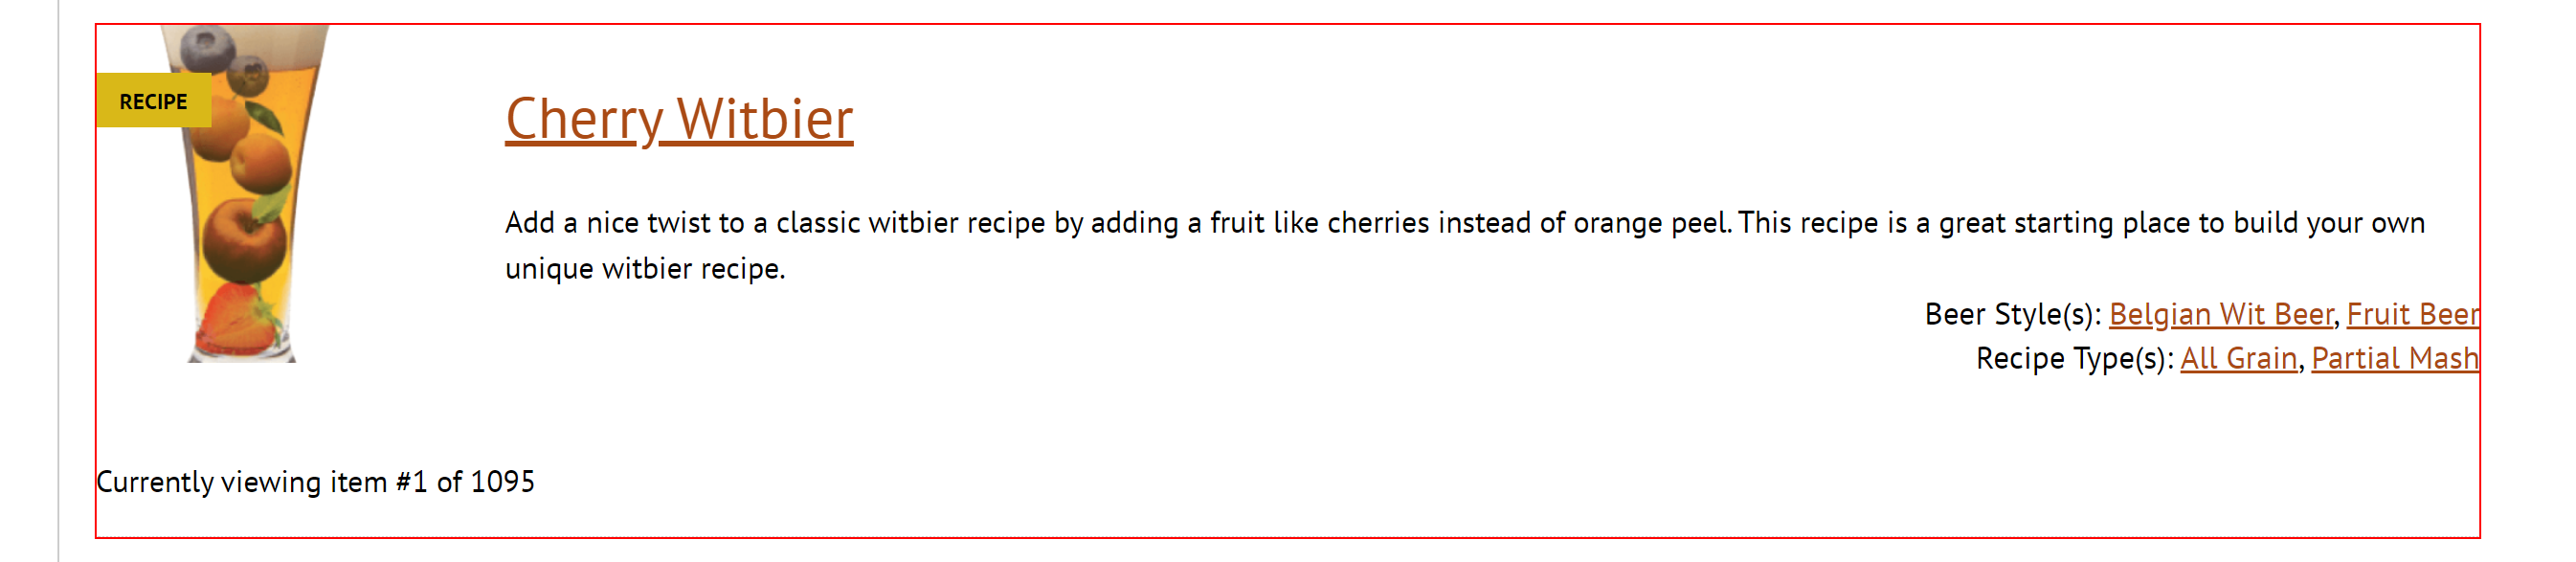 RECIPE
Cherry Witbier
Add a nice twist to a classic witbier recipe by adding a fruit like cherries instead of orange peel. This recipe is a great starting place to build your own
unique witbier recipe.
Beer Style(s): Belgian Wit Beer, Fruit Beer
Recipe Type(s): All Grain, Partial Mash
Currently viewing item #1 of 1095